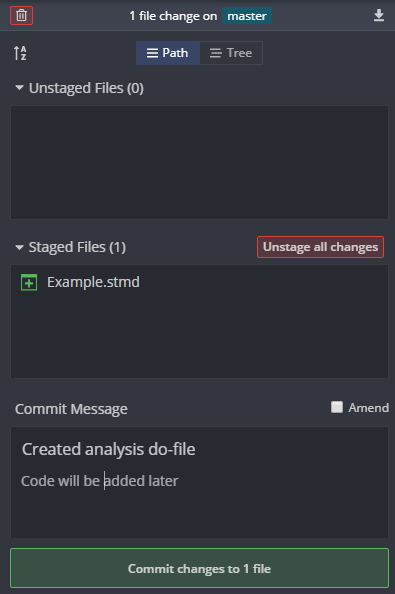 1 file change on master
A
Z
Path Tree
Unstaged Files (0)
Staged Files (1) Unstage all changes
Example.stmd
Commit Message Amend
Created analysis do-file
Code will be added later
Commit changes to 1 file